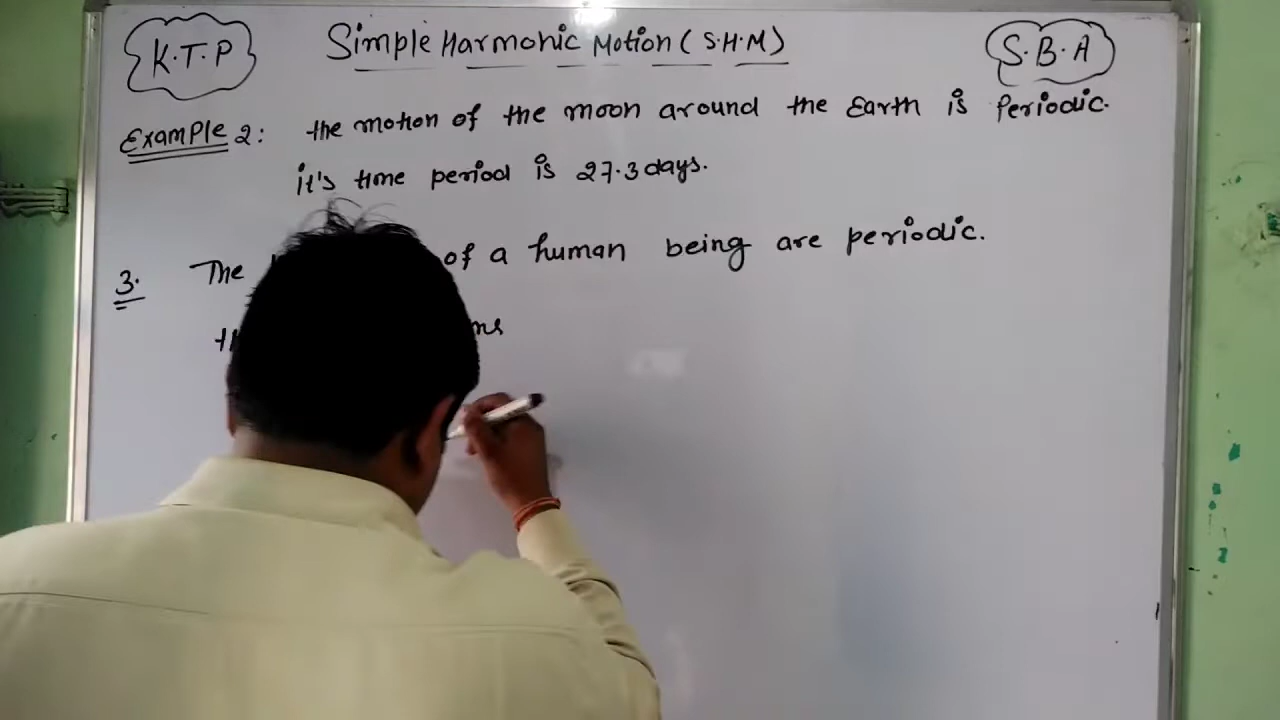 K.T.P
Simple Harmonic Motion (S.H.M)
S.B.A
Example 2: the motion of the moon around the Earth is Periodic.
it's time period is 27.3 days.
3. The of a human being are periodic.